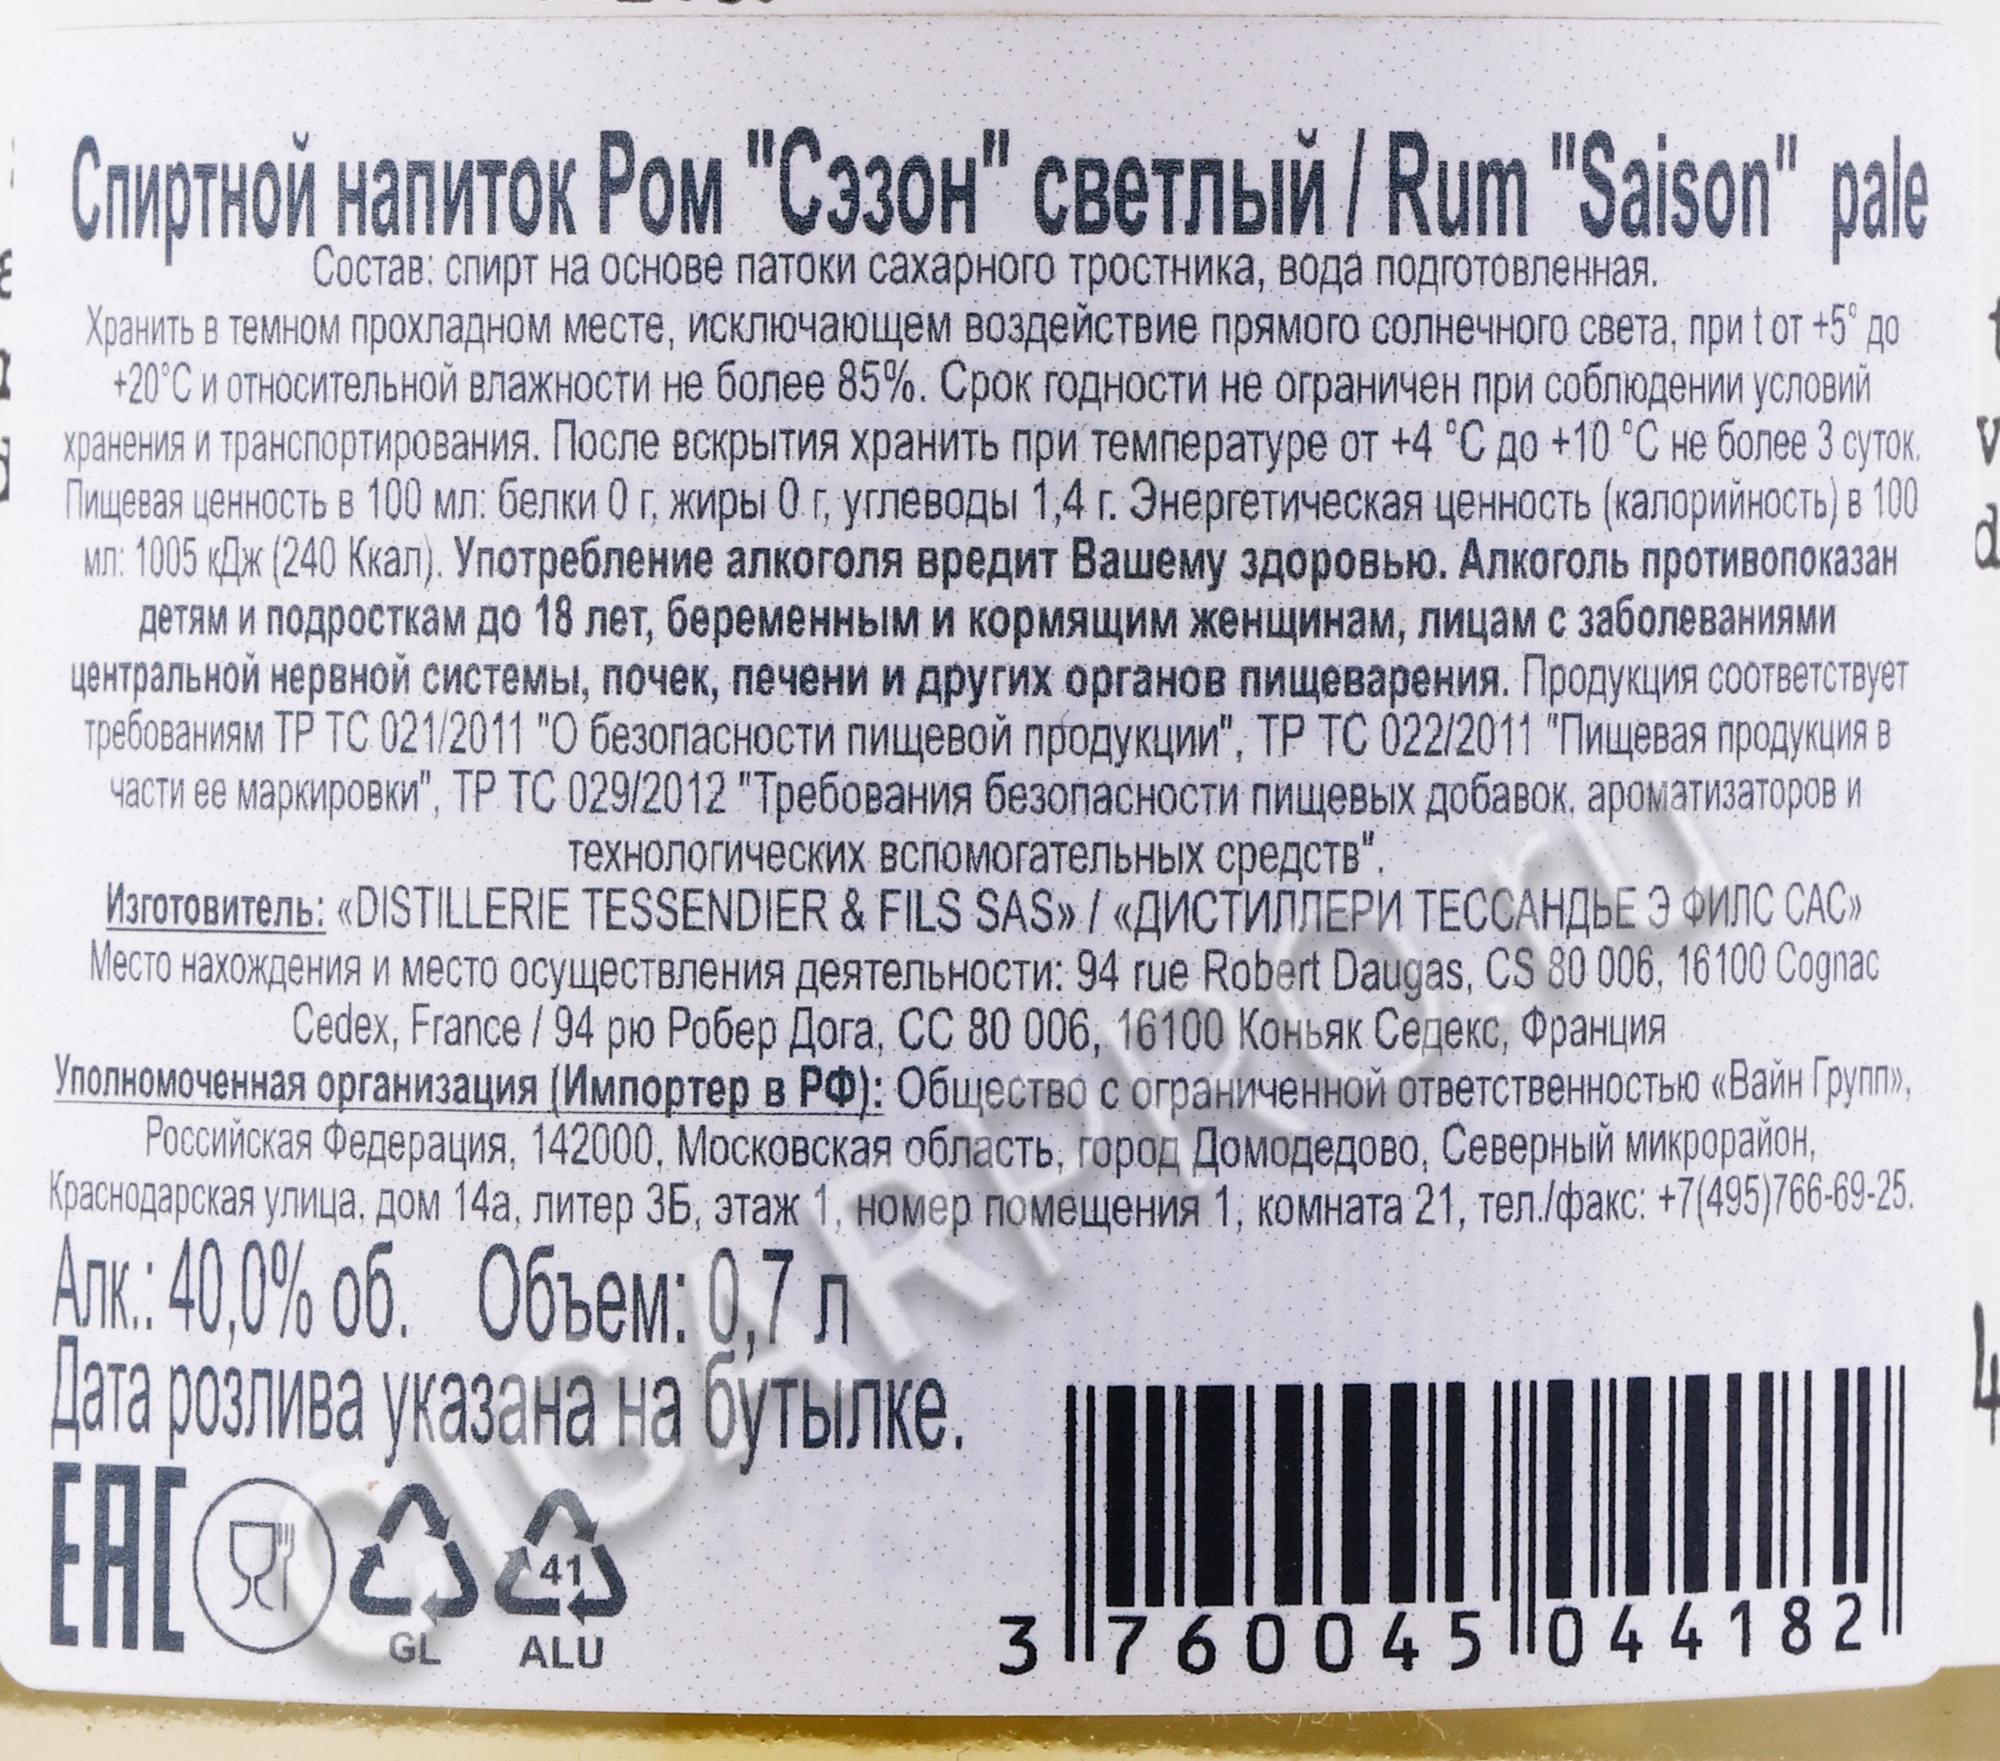 Спиртной напиток Ром "Сэзон" светлый / Rum "Saison" pale
Состав: спирт на основе патоки сахарного тростника, вода подготовленная.
Хранить в темном прохладном месте, исключающем воздействие прямого солнечного света, при t от +5° до
+20°C и относительной влажности не более 85%. Срок годности не ограничен при соблюдении условий
хранения и транспортирования. После вскрытия хранить при температуре от +4 °C до +10 °C не более 3 суток.
Пищевая ценность в 100 мл: белки 0 г, жиры 0 г, углеводы 1,4 г. Энергетическая ценность (калорийность) в 100
мл: 1005 кДж (240 Ккал). Употребление алкоголя вредит Вашему здоровью. Алкоголь противопоказан
детям и подросткам до 18 лет, беременным и кормящим женщинам, лицам с заболеваниями
центральной нервной системы, почек, печени и других органов пищеварения. Продукция соответствует
требованиям ТР ТС 021/2011 "О безопасности пищевой продукции", ТР ТС 022/2011 "Пищевая продукция в
части ее маркировки", ТР ТС 029/2012 "Требования безопасности пищевых добавок, ароматизаторов и
технологических вспомогательных средств".
Изготовитель: «DISTILLERIE TESSENDIER & FILS SAS» / «ДИСТИЛЛЕРИ ТЕССАНДЬЕ Э ФИЛС САС»
Место нахождения и место осуществления деятельности: 94 rue Robert Daugas, CS 80 006, 16100 Cognac
Cedex, France / 94 рю Робер Дога, СС 80 006, 16100 Коньяк Седекс, Франция
Уполномоченная организация (Импортер в РФ): Общество с ограниченной ответственностью «Вайн Групп»,
Российская Федерация, 142000, Московская область, город Домодедово, Северный микрорайон,
Краснодарская улица, дом 14а, литер 3Б, этаж 1, номер помещения 1, комната 21, тел./факс: +7(495)766-69-25.
Алк.: 40,0% об. Объем: 0,7 л
Дата розлива указана на бутылке.
EAC
GL
41
ALU
3 760045 044182
CIGARPRO.ru